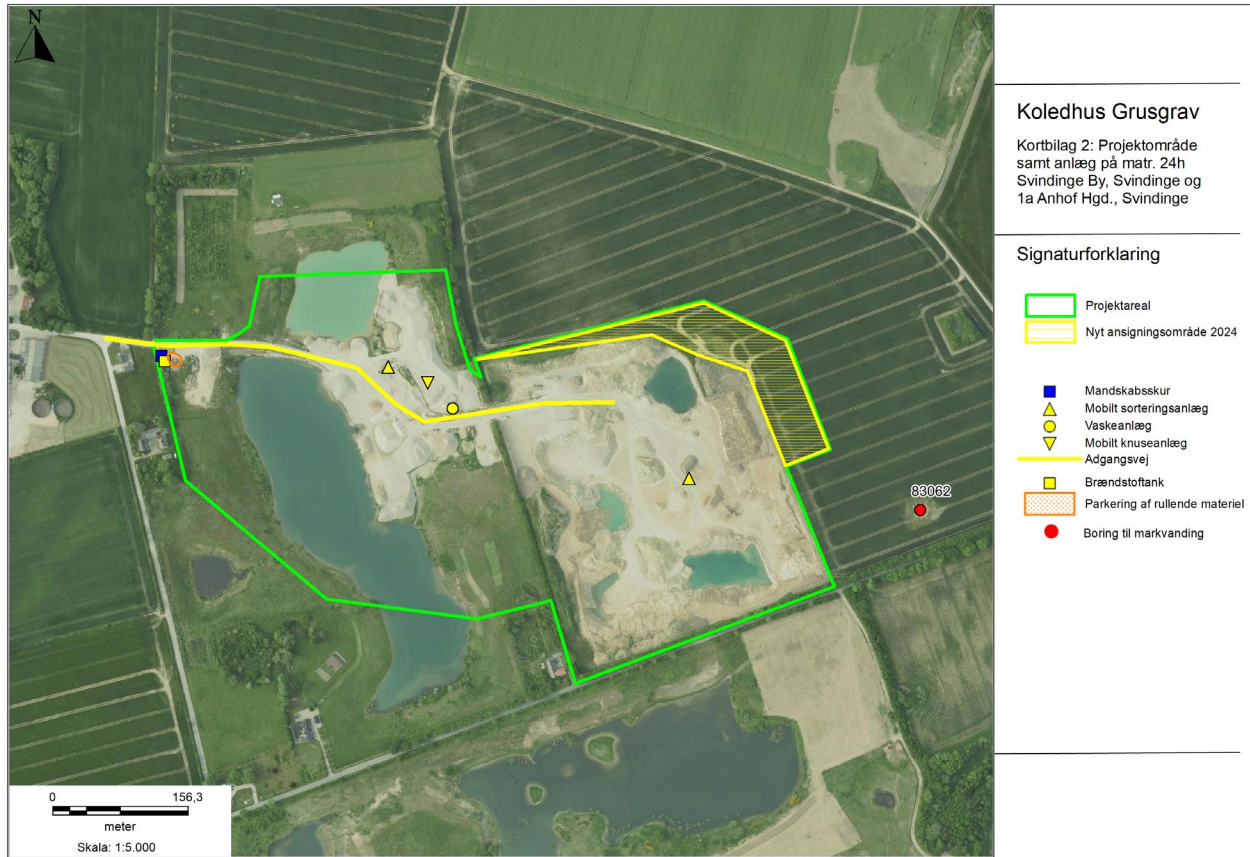 N
83062
0 156,3
meter
Skala: 1:5.000
Koledhus Grusgrav
Kortbilag 2: Projektområde
samt anlæg på matr. 24h
Svindinge By, Svindinge og
1a Anhof Hgd., Svindinge
Signaturforklaring
Projektareal
Nyt ansigningsområde 2024
Mandskabsskur
Mobilt sorteringsanlæg
Vaskeanlæg
Mobilt knuseanlæg
Adgangsvej
Brændstoftank
Parkering af rullende materiel
Boring til markvanding